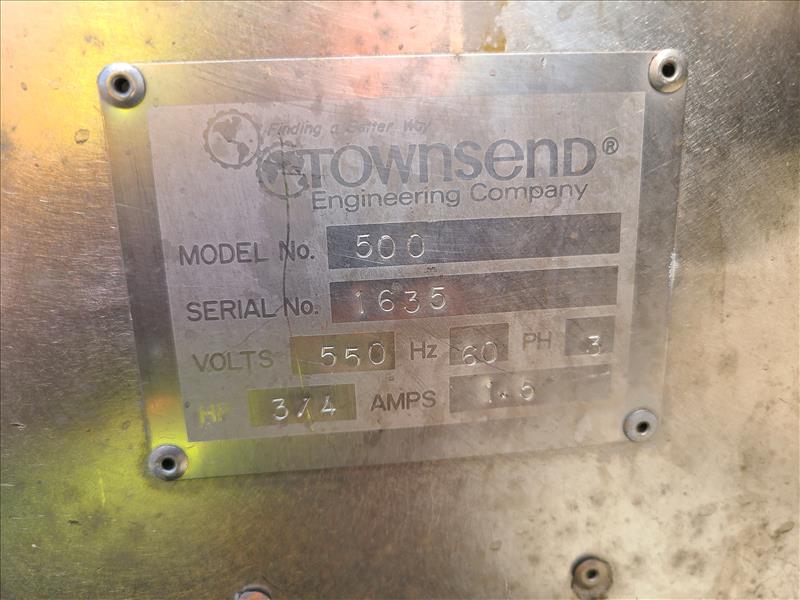 Finding a Better Way
TOWNSEND®
Engineering Company
MODEL No. 500
SERIAL No. 1635
VOLTS 550 Hz 60 PH 3
HP 3/4 AMPS 1.5